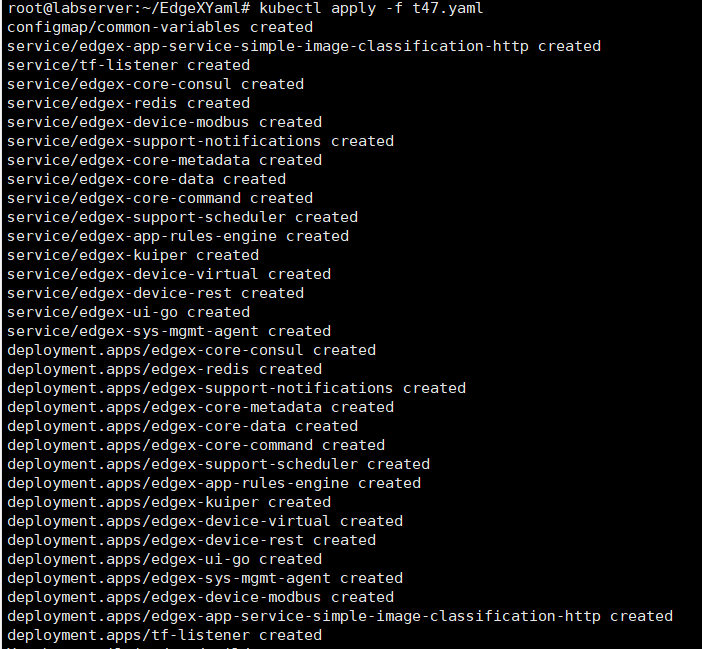 root@labserver:~/EdgeXYaml# kubectl apply -f t47.yaml
configmap/common-variables created
service/edgex-app-service-simple-image-classification-http created
service/tf-listener created
service/edgex-core-consul created
service/edgex-redis created
service/edgex-device-modbus created
service/edgex-support-notifications created
service/edgex-core-metadata created
service/edgex-core-data created
service/edgex-core-command created
service/edgex-support-scheduler created
service/edgex-app-rules-engine created
service/edgex-kuiper created
service/edgex-device-virtual created
service/edgex-device-rest created
service/edgex-ui-go created
service/edgex-sys-mgmt-agent created
deployment.apps/edgex-core-consul created
deployment.apps/edgex-redis created
deployment.apps/edgex-support-notifications created
deployment.apps/edgex-core-metadata created
deployment.apps/edgex-core-data created
deployment.apps/edgex-core-command created
deployment.apps/edgex-support-scheduler created
deployment.apps/edgex-app-rules-engine created
deployment.apps/edgex-kuiper created
deployment.apps/edgex-device-virtual created
deployment.apps/edgex-device-rest created
deployment.apps/edgex-ui-go created
deployment.apps/edgex-sys-mgmt-agent created
deployment.apps/edgex-device-modbus created
deployment.apps/edgex-app-service-simple-image-classification-http created
deployment.apps/tf-listener created